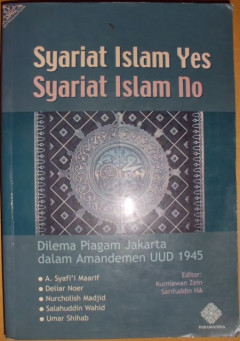 Syariat Islam Yes
Syariat Islam No
Dilema Piagam Jakarta
dalam Amandemen UUD 1945
• A. Syafi'i Maarif
• Deliar Noer
• Nurcholish Madjid
• Salahuddin Wahid
• Umar Shihab
Editor:
Kurniawan Zein
Sarifuddin HA
PARAMADINA